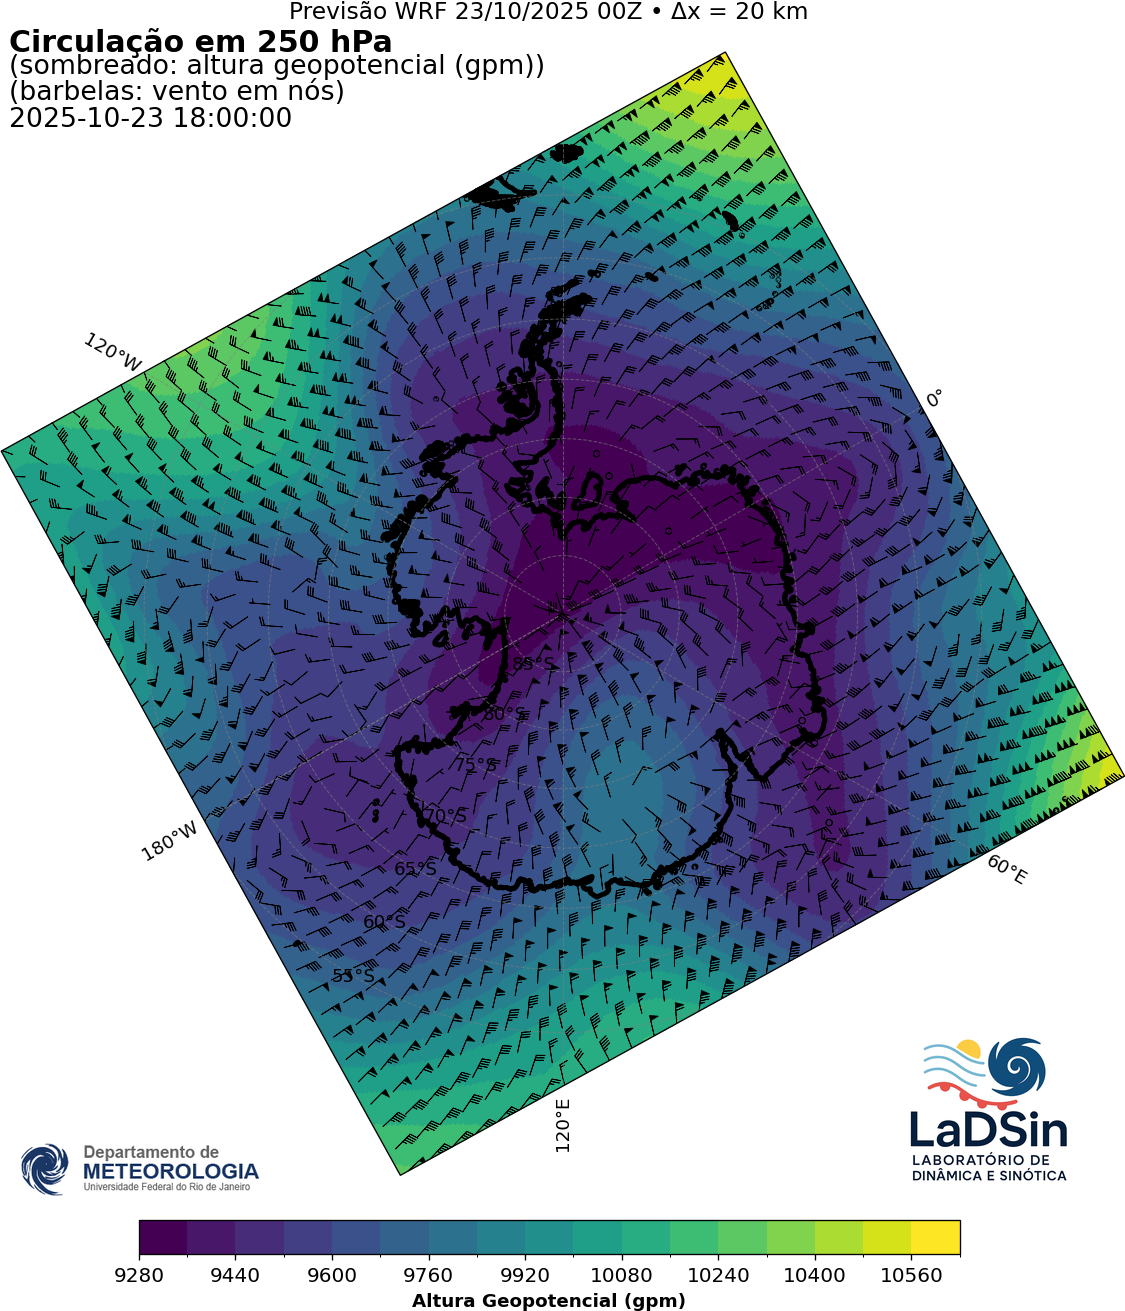 Previsão WRF 23/10/2025 00Z • Δx = 20 km
Circulação em 250 hPa
(sombreado: altura geopotencial (gpm))
(barbelas: vento em nós)
2025-10-23 18:00:00
120°W
0°
85°S
80°S
75°S
70°S
180°W
65°S
60°E
60°S
55°S
120°E
LaDSin
LABORATÓRIO DE
DINÂMICA E SINÓTICA
Departamento de
METEOROLOGIA
Universidade Federal do Rio de Janeiro
9280 9440 9600 9760 9920 10080 10240 10400 10560
Altura Geopotencial (gpm)